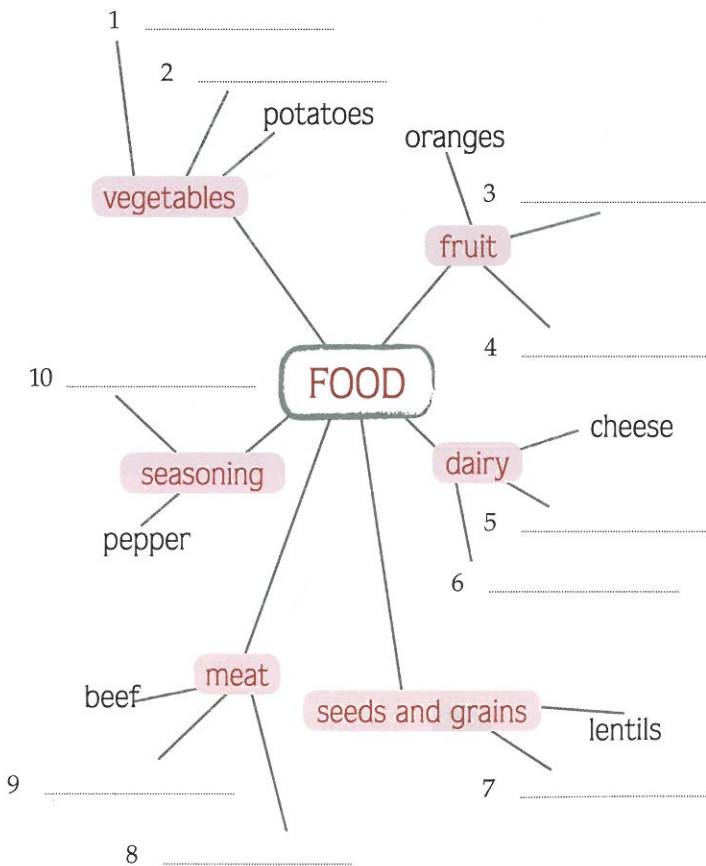 1
2
potatoes
oranges
vegetables
3
fruit
4
10
FOOD
cheese
seasoning
dairy
5
pepper
6
meat
beef
seeds and grains
lentils
9
7
8